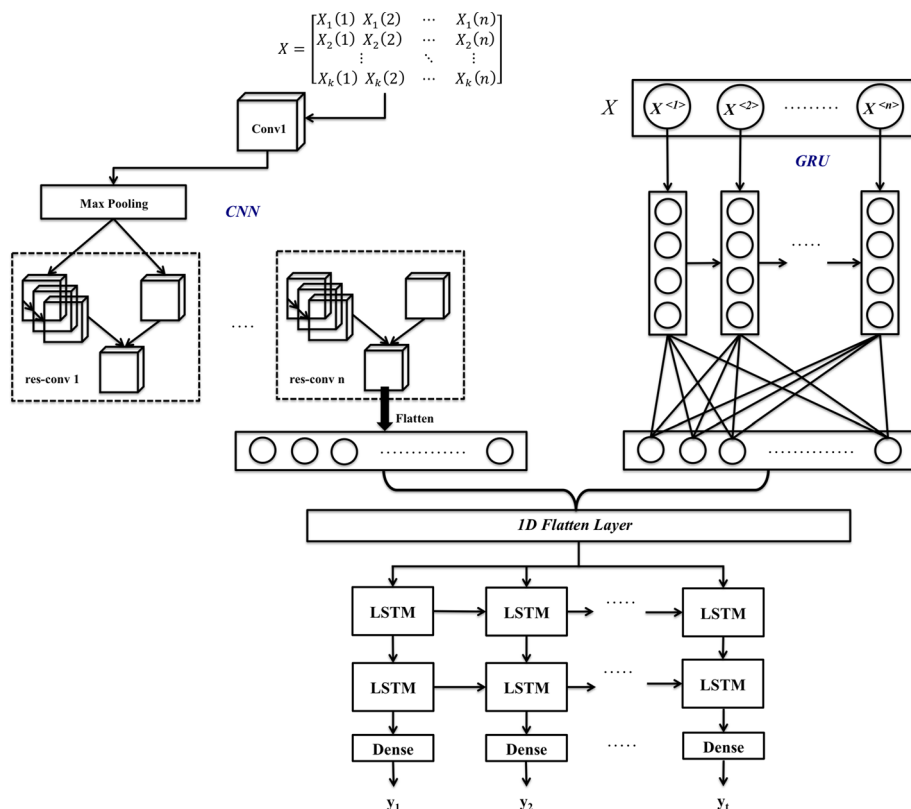 X = [X₁(1) X₁(2) ⋯ X₁(n)
X₂(1) X₂(2) ⋯ X₂(n)
⋮ ⋱ ⋮
Xₖ(1) Xₖ(2) ⋯ Xₖ(n)]
Conv1
Max Pooling
CNN
res-conv 1
....
res-conv n
Flatten
..............
X X^<1> X^<2> ......... X^<n>
GRU
.....
..............
1D Flatten Layer
LSTM LSTM ..... LSTM
LSTM LSTM ..... LSTM
Dense Dense ..... Dense
y₁ y₂ yₜ